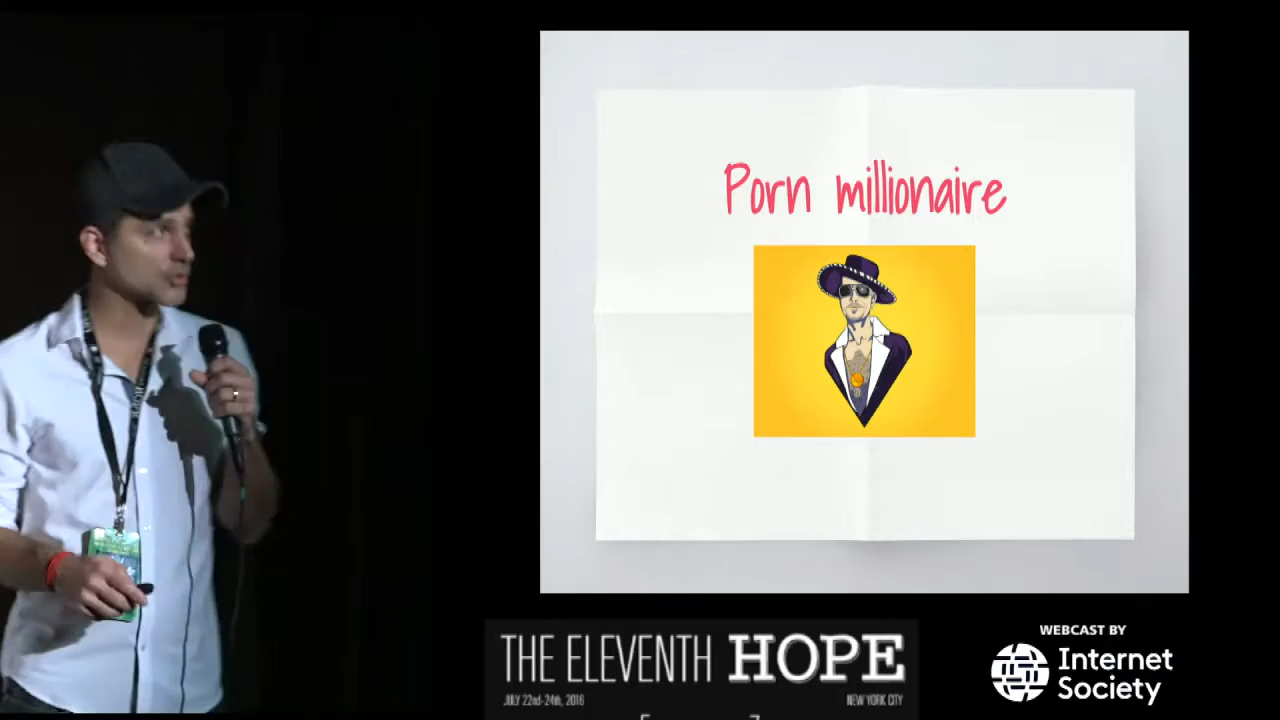 Porn millionaire
THE ELEVENTH HOPE
JULY 22nd-24th, 2016
NEW YORK CITY
WEBCAST BY
Internet
Society